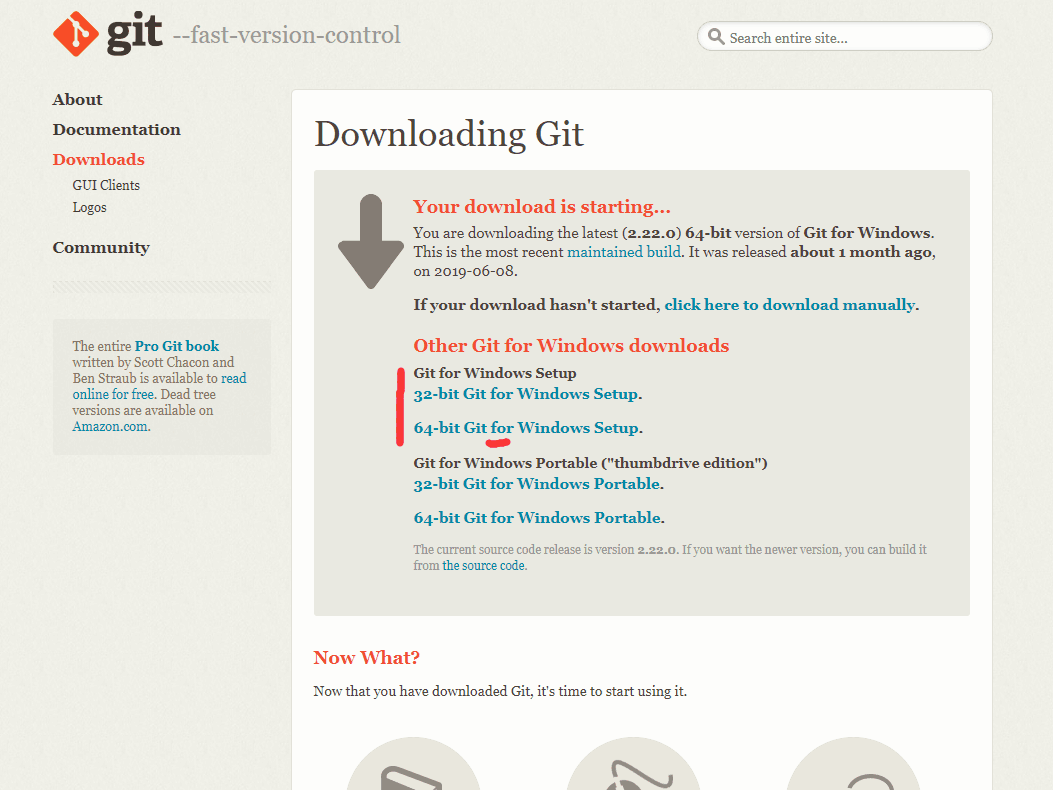 git --fast-version-control
Search entire site...
About
Documentation
Downloads
GUI Clients
Logos
Community
The entire Pro Git book
written by Scott Chacon and
Ben Straub is available to read
online for free. Dead tree
versions are available on
Amazon.com.
Downloading Git
Your download is starting...
You are downloading the latest (2.22.0) 64-bit version of Git for Windows.
This is the most recent maintained build. It was released about 1 month ago,
on 2019-06-08.
If your download hasn't started, click here to download manually.
Other Git for Windows downloads
Git for Windows Setup
32-bit Git for Windows Setup.
64-bit Git for Windows Setup.
Git for Windows Portable ("thumbdrive edition")
32-bit Git for Windows Portable.
64-bit Git for Windows Portable.
The current source code release is version 2.22.0. If you want the newer version, you can build it
from the source code.
Now What?
Now that you have downloaded Git, it's time to start using it.